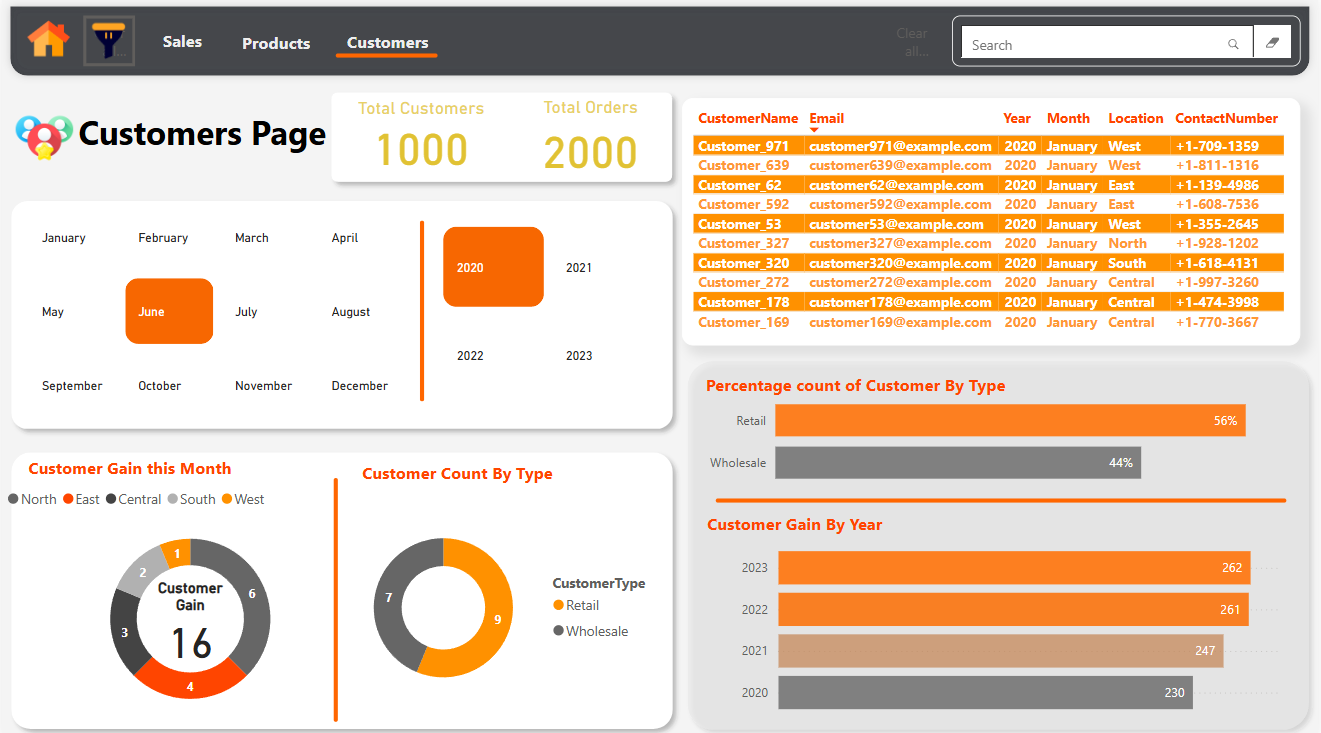 Sales Products Customers
Clear
all...
Search
...
Customers Page
Total Customers Total Orders
1000 2000
CustomerName Email Year Month Location ContactNumber
Customer_971 customer971@example.com 2020 January West +1-709-1359
Customer_639 customer639@example.com 2020 January West +1-811-1316
Customer_62 customer62@example.com 2020 January East +1-139-4986
Customer_592 customer592@example.com 2020 January East +1-608-7536
Customer_53 customer53@example.com 2020 January West +1-355-2645
Customer_327 customer327@example.com 2020 January North +1-928-1202
Customer_320 customer320@example.com 2020 January South +1-618-4131
Customer_272 customer272@example.com 2020 January Central +1-997-3260
Customer_178 customer178@example.com 2020 January Central +1-474-3998
Customer_169 customer169@example.com 2020 January Central +1-770-3667
January February March April
May June July August
September October November December
2020 2021
2022 2023
Percentage count of Customer By Type
Retail 56%
Wholesale 44%
Customer Gain this Month
North East Central South West
1
2
6
3
4
Customer
Gain
16
Customer Count By Type
7
9
CustomerType
Retail
Wholesale
Customer Gain By Year
2023 262
2022 261
2021 247
2020 230